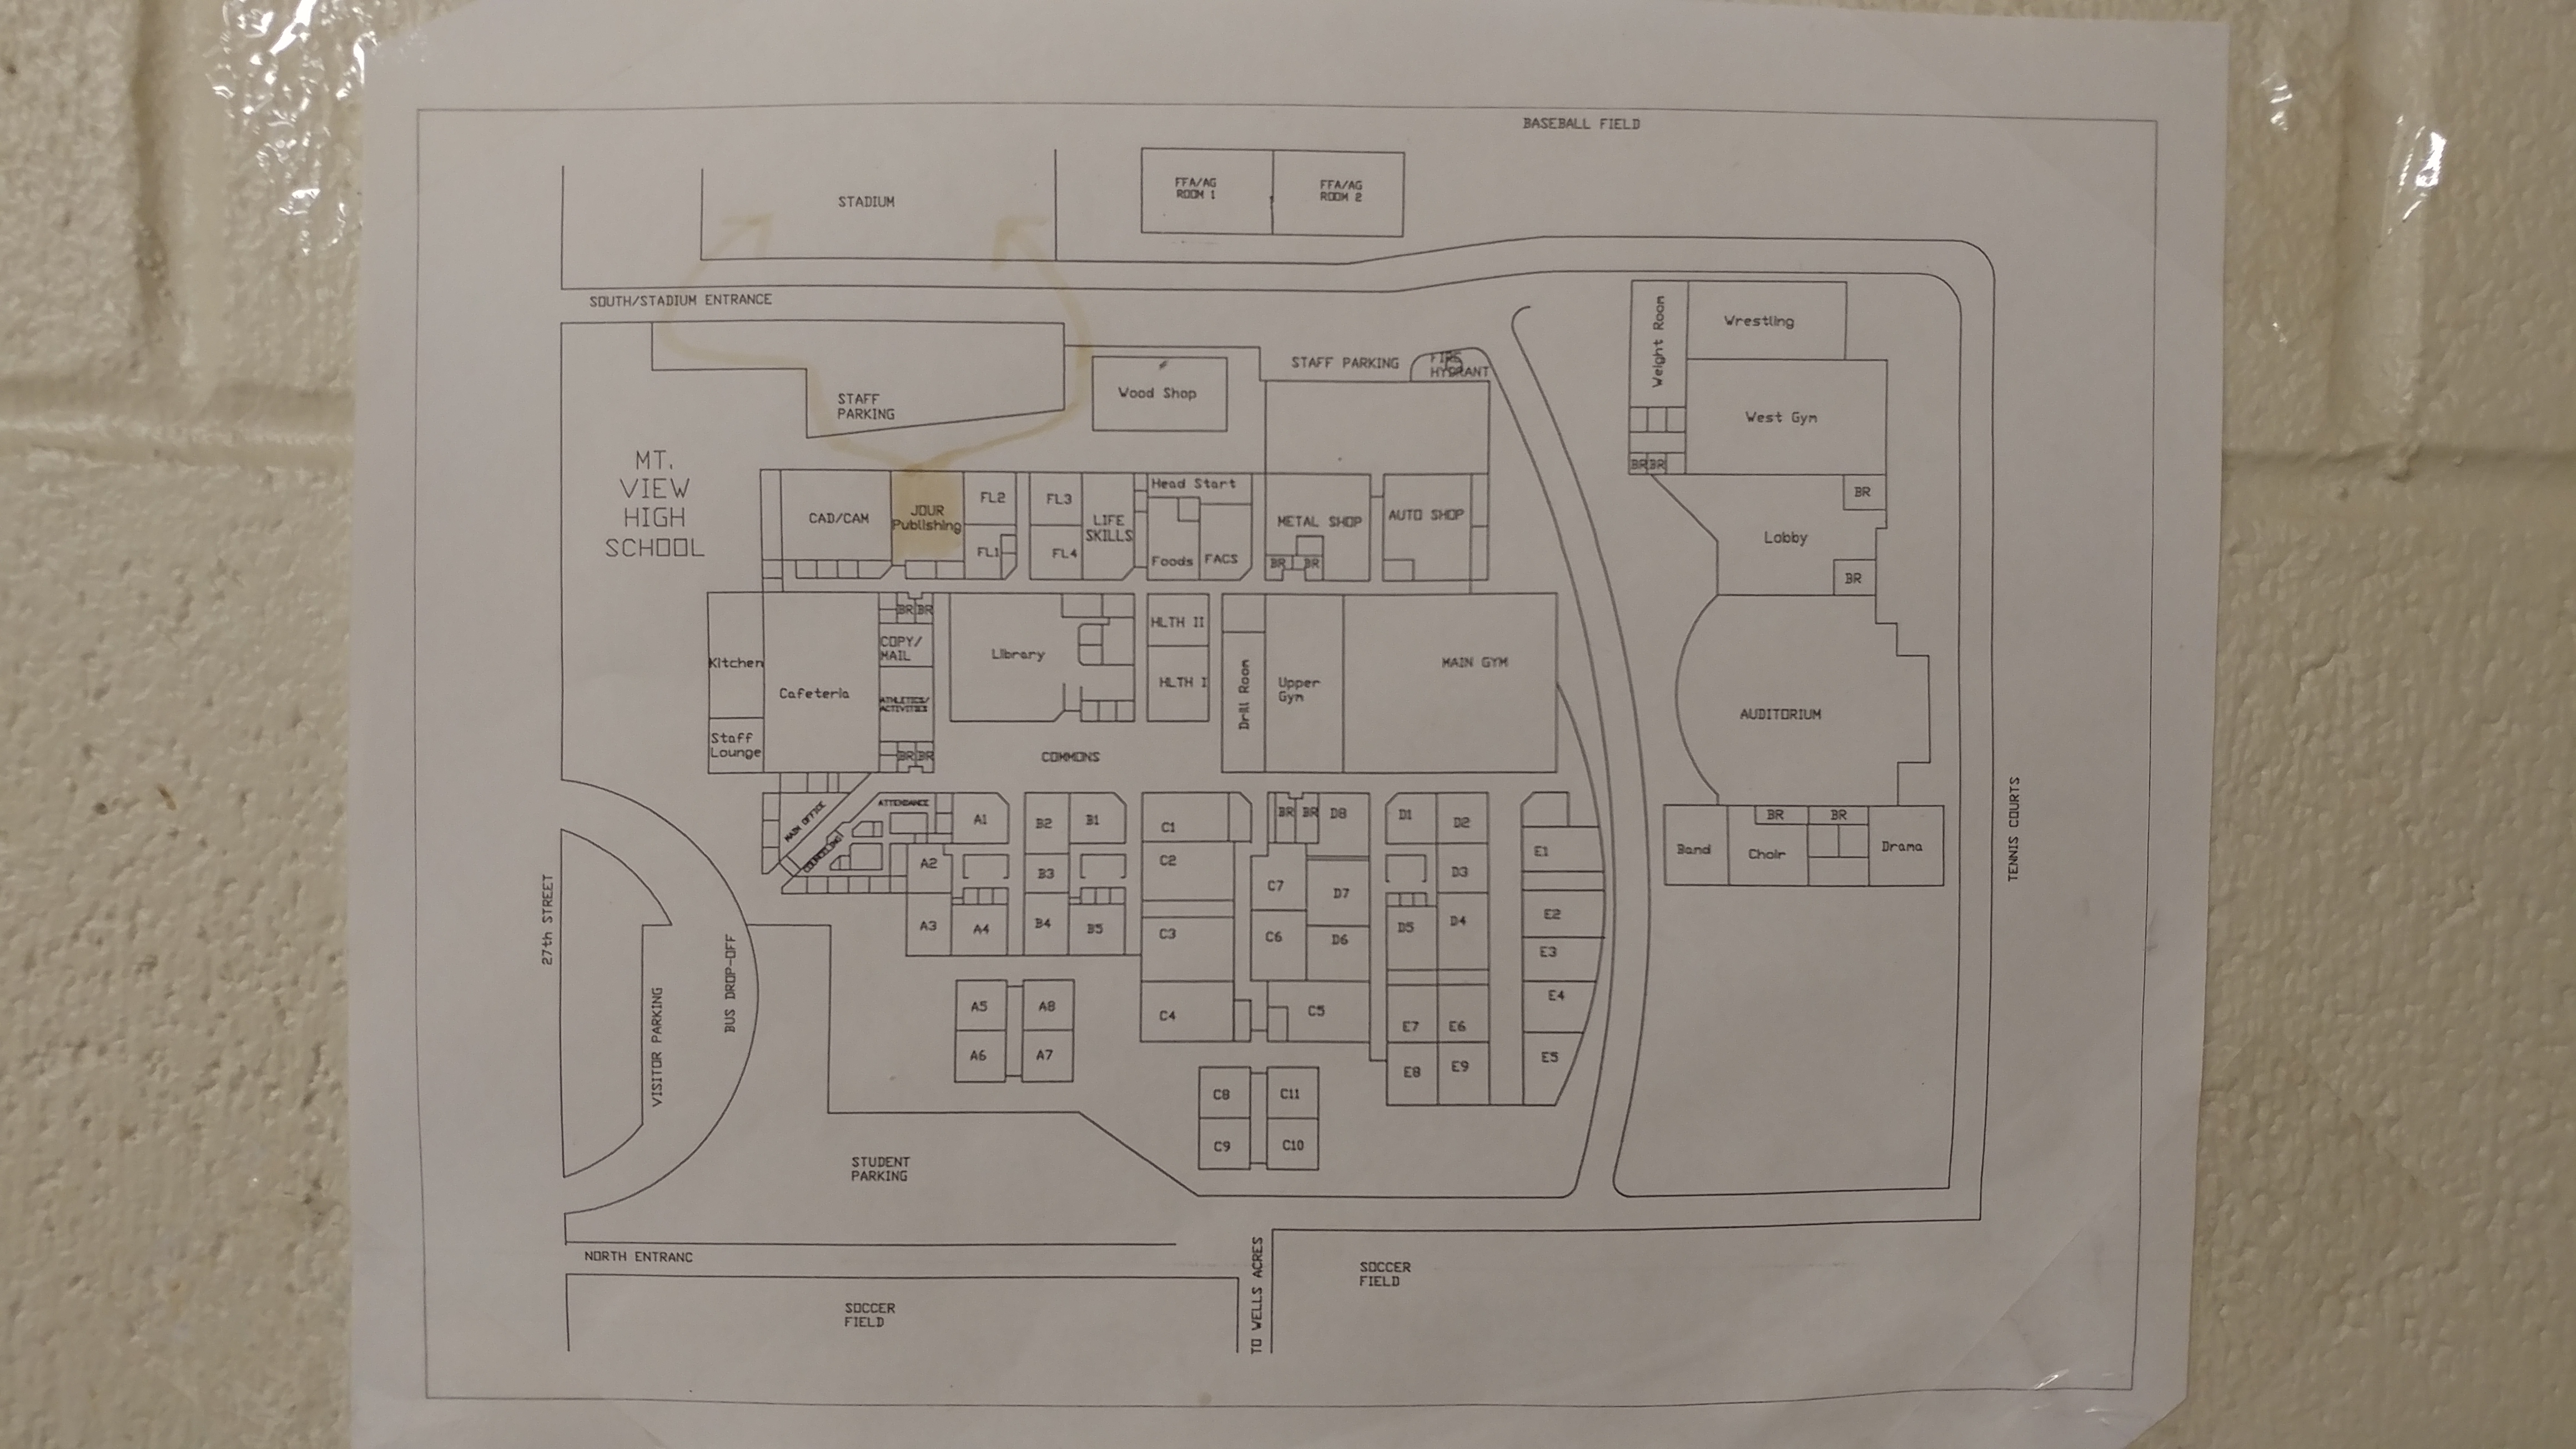 BASEBALL FIELD
FFA/AG
ROOM 1
FFA/AG
ROOM 2
STADIUM
SOUTH/STADIUM ENTRANCE
Weight Room
Wrestling
STAFF PARKING
FIRE
HYDRANT
Wood Shop
STAFF
PARKING
West Gym
MT.
VIEW
HIGH
SCHOOL
BR
BR
BR
CAD/CAM
JOUR
Publishing
FL2
FL1
FL3
FL4
LIFE
SKILLS
Head Start
Foods
FACS
METAL SHOP
BR
BR
AUTO SHOP
Lobby
BR
Kitchen
Cafeteria
Staff
Lounge
BR
BR
COPY/
MAIL
ATHLETICS/
ACTIVITIES
BR
BR
Library
HLTH II
HLTH I
Drill Room
Upper
Gym
MAIN GYM
AUDITORIUM
COMMONS
TENNIS COURTS
MAIN OFFICE
ATTENDANCE
COUNSELING
A1
A2
A3
A4
B2
B1
B3
B4
B5
C1
C2
C3
C4
BR
BR
D8
C7
D7
C6
D6
C5
D1
D2
D3
D5
D4
E7
E6
E8
E9
E1
E2
E3
E4
E5
Band
BR
Choir
BR
Drama
27th STREET
VISITOR PARKING
BUS DROP-OFF
A5
A8
A6
A7
C8
C11
C9
C10
STUDENT
PARKING
NORTH ENTRANC
TO WELLS ACRES
SOCCER
FIELD
SOCCER
FIELD